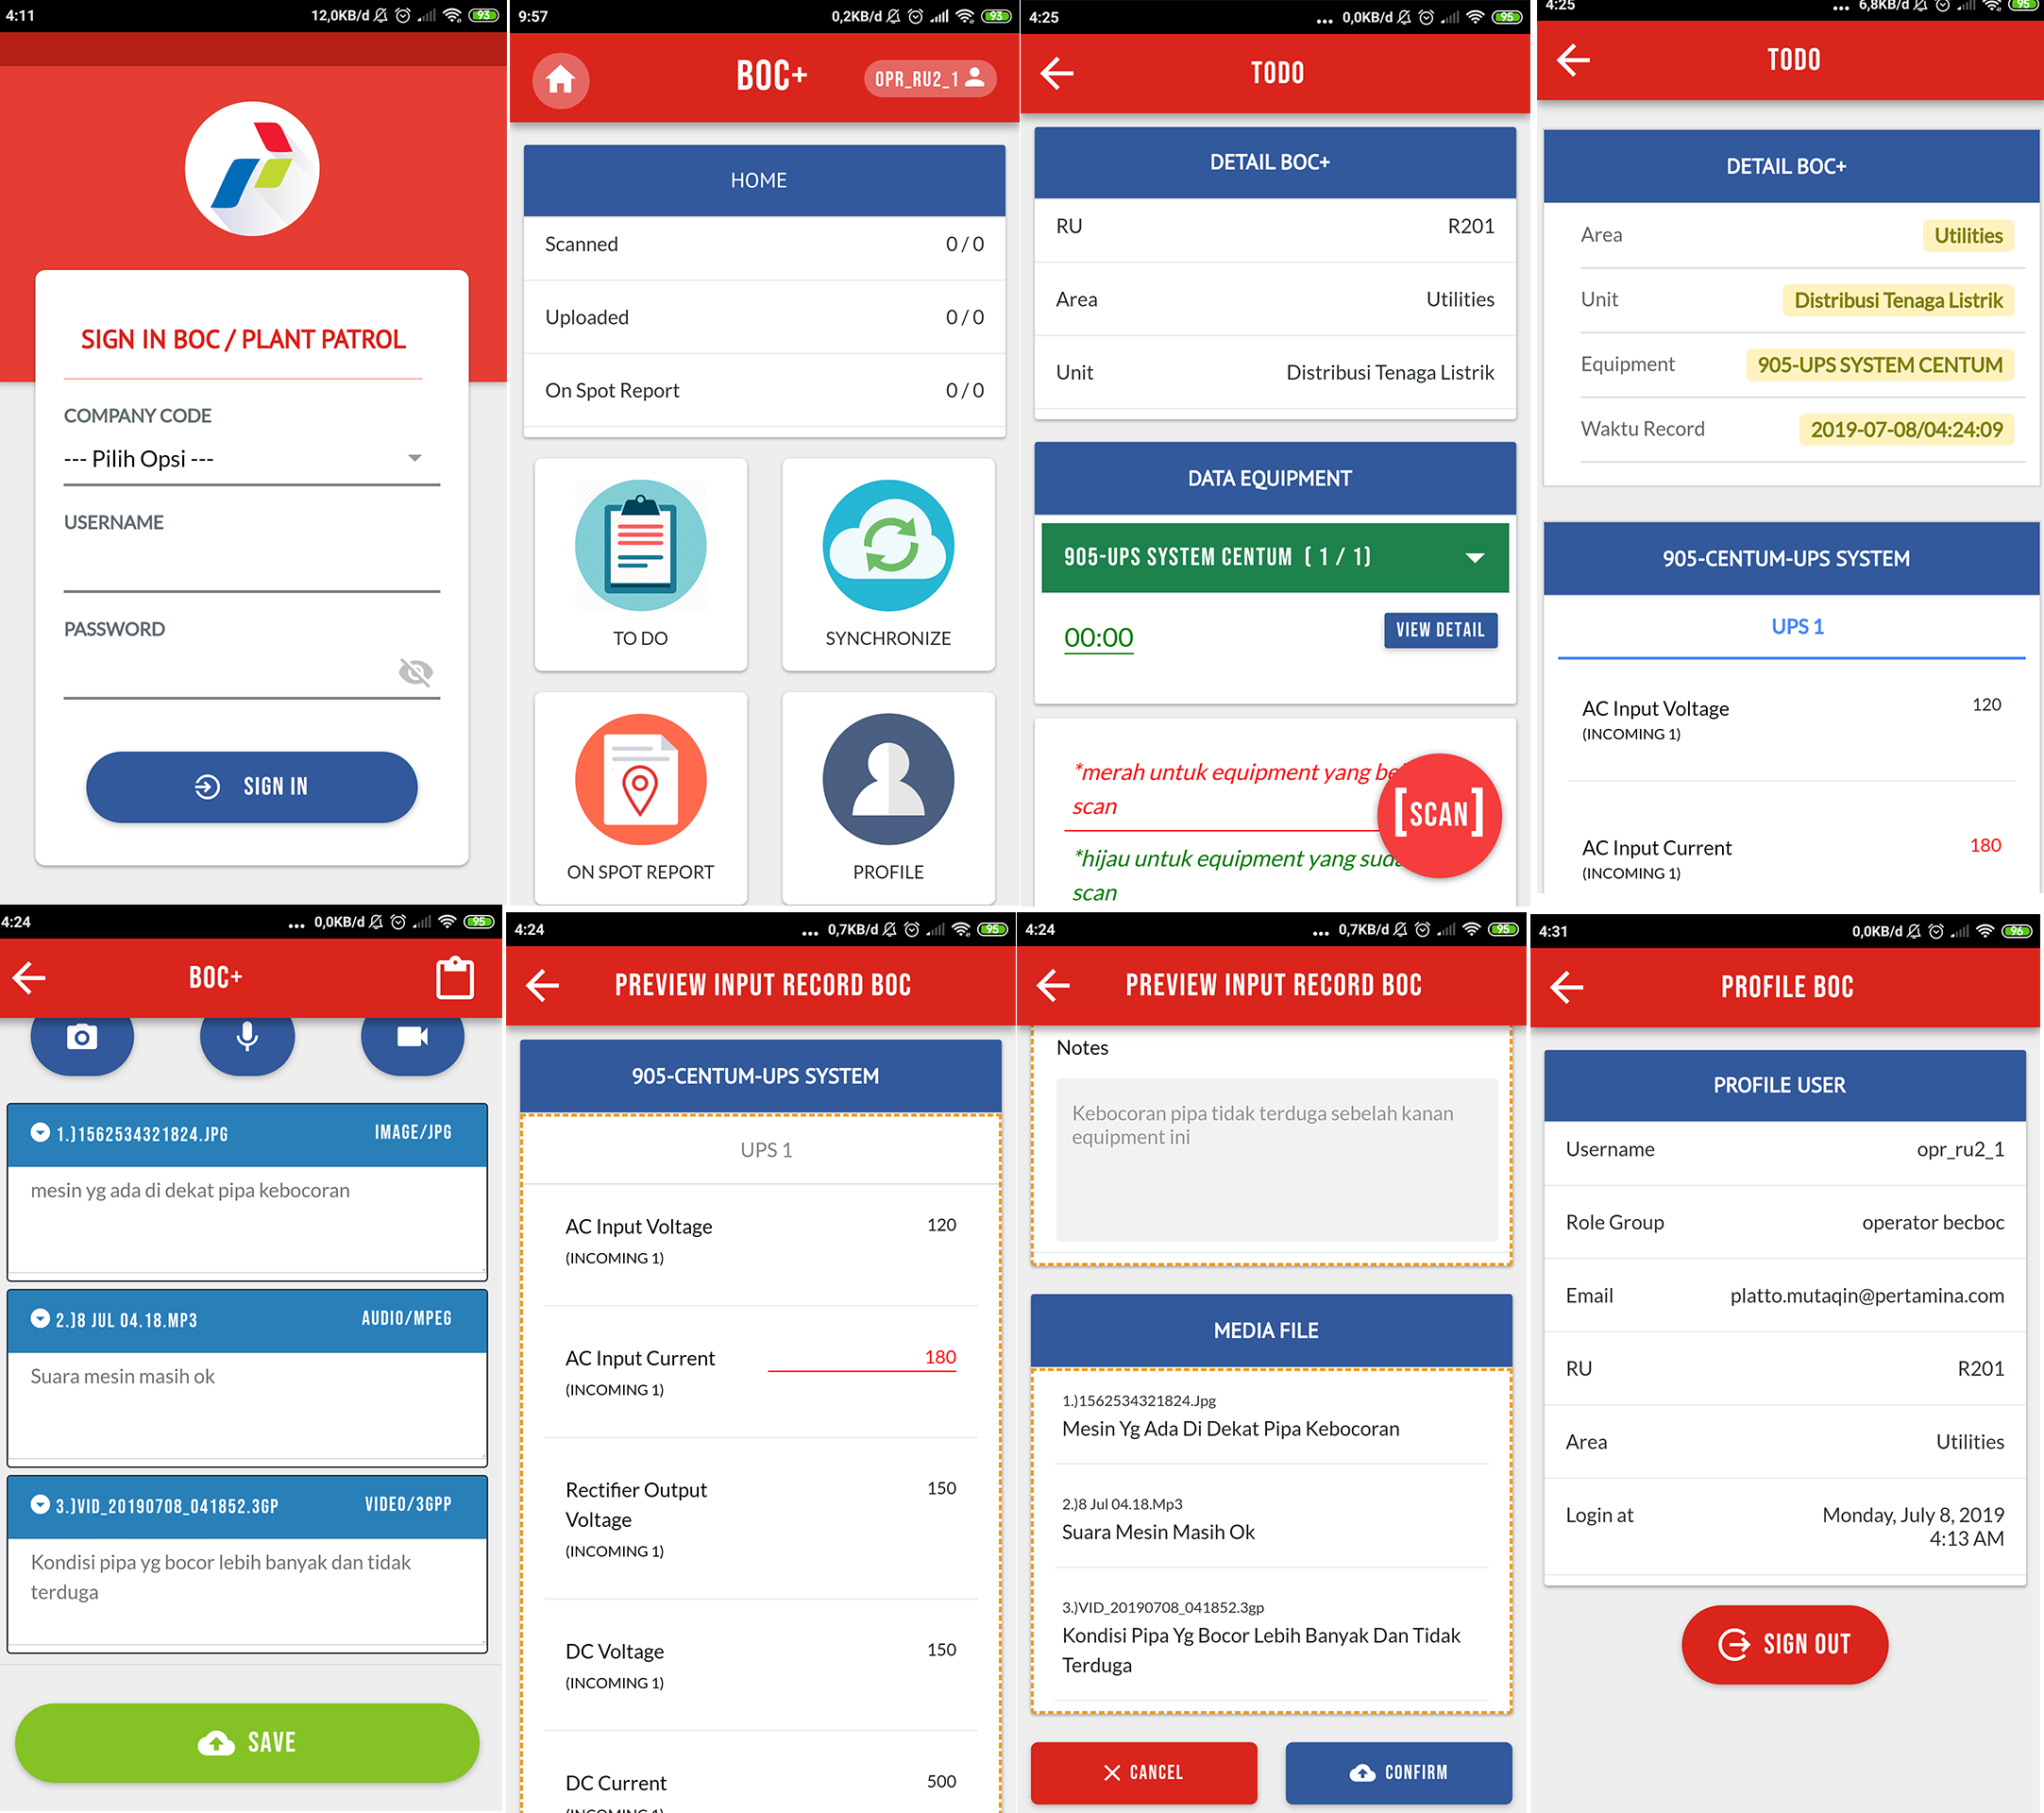 4:11
12,0KB/d
93
SIGN IN BOC / PLANT PATROL
COMPANY CODE
--- Pilih Opsi ---
USERNAME
PASSWORD
SIGN IN
9:57
0,2KB/d
93
BOC+
OPR_RU2_1
HOME
Scanned 0 / 0
Uploaded 0 / 0
On Spot Report 0 / 0
TO DO
SYNCHRONIZE
ON SPOT REPORT
PROFILE
4:25
... 0,0KB/d
95
TODO
DETAIL BOC+
RU R201
Area Utilities
Unit Distribusi Tenaga Listrik
DATA EQUIPMENT
905-UPS SYSTEM CENTUM ( 1 / 1)
00:00
VIEW DETAIL
*merah untuk equipment yang be
scan
[SCAN]
*hijau untuk equipment yang sud
scan
4:25
... 6,8KB/d
95
TODO
DETAIL BOC+
Area Utilities
Unit Distribusi Tenaga Listrik
Equipment 905-UPS SYSTEM CENTUM
Waktu Record 2019-07-08/04:24:09
905-CENTUM-UPS SYSTEM
UPS 1
AC Input Voltage 120
(INCOMING 1)
AC Input Current 180
(INCOMING 1)
4:24
... 0,0KB/d
95
BOC+
1.)1562534321824.JPG IMAGE/JPG
mesin yg ada di dekat pipa kebocoran
2.)8 JUL 04.18.MP3 AUDIO/MPEG
Suara mesin masih ok
3.)VID_20190708_041852.3GP VIDEO/3GPP
Kondisi pipa yg bocor lebih banyak dan tidak
terduga
SAVE
4:24
... 0,7KB/d
95
PREVIEW INPUT RECORD BOC
905-CENTUM-UPS SYSTEM
UPS 1
AC Input Voltage 120
(INCOMING 1)
AC Input Current 180
(INCOMING 1)
Rectifier Output 150
Voltage
(INCOMING 1)
DC Voltage 150
(INCOMING 1)
DC Current 500
(INCOMING 1)
4:24
... 0,7KB/d
95
PREVIEW INPUT RECORD BOC
Notes
Kebocoran pipa tidak terduga sebelah kanan
equipment ini
MEDIA FILE
1.)1562534321824.Jpg
Mesin Yg Ada Di Dekat Pipa Kebocoran
2.)8 Jul 04.18.Mp3
Suara Mesin Masih Ok
3.)VID_20190708_041852.3gp
Kondisi Pipa Yg Bocor Lebih Banyak Dan Tidak
Terduga
CANCEL
CONFIRM
4:31
0,0KB/d
96
PROFILE BOC
PROFILE USER
Username opr_ru2_1
Role Group operator becboc
Email platto.mutaqin@pertamina.com
RU R201
Area Utilities
Login at Monday, July 8, 2019
4:13 AM
SIGN OUT